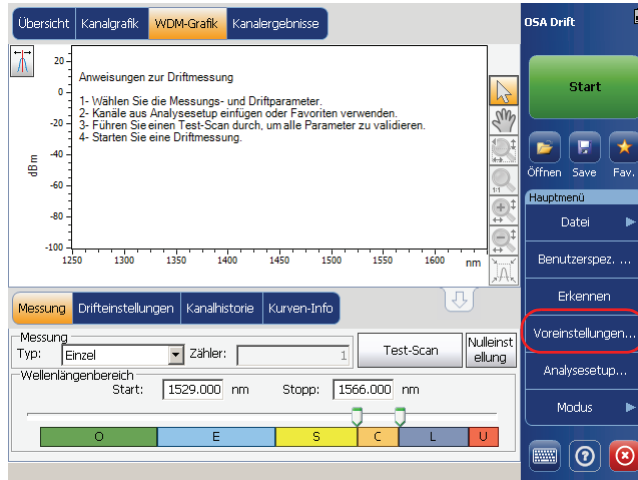 Übersicht Kanalgrafik WDM-Grafik Kanalergebnisse
OSA Drift
Anweisungen zur Driftmessung
1- Wählen Sie die Messungs- und Driftparameter.
2- Kanäle aus Analysesetup einfügen oder Favoriten verwenden.
3- Führen Sie einen Test-Scan durch, um alle Parameter zu validieren.
4- Starten Sie eine Driftmessung.
20
0
-20
-40
-60
-80
-100
dBm
1250 1300 1350 1400 1450 1500 1550 1600 nm
1:1
Start
Öffnen Save Fav.
Hauptmenü
Datei
Benutzerspez. ...
Erkennen
Voreinstellungen...
Analysesetup...
Modus
Messung Drifteinstellungen Kanalhistorie Kurven-Info
Messung
Typ: Einzel Zähler: 1 Test-Scan
Nulleinst
ellung
Wellenlängenbereich
Start: 1529.000 nm Stopp: 1566.000 nm
O E S C L U